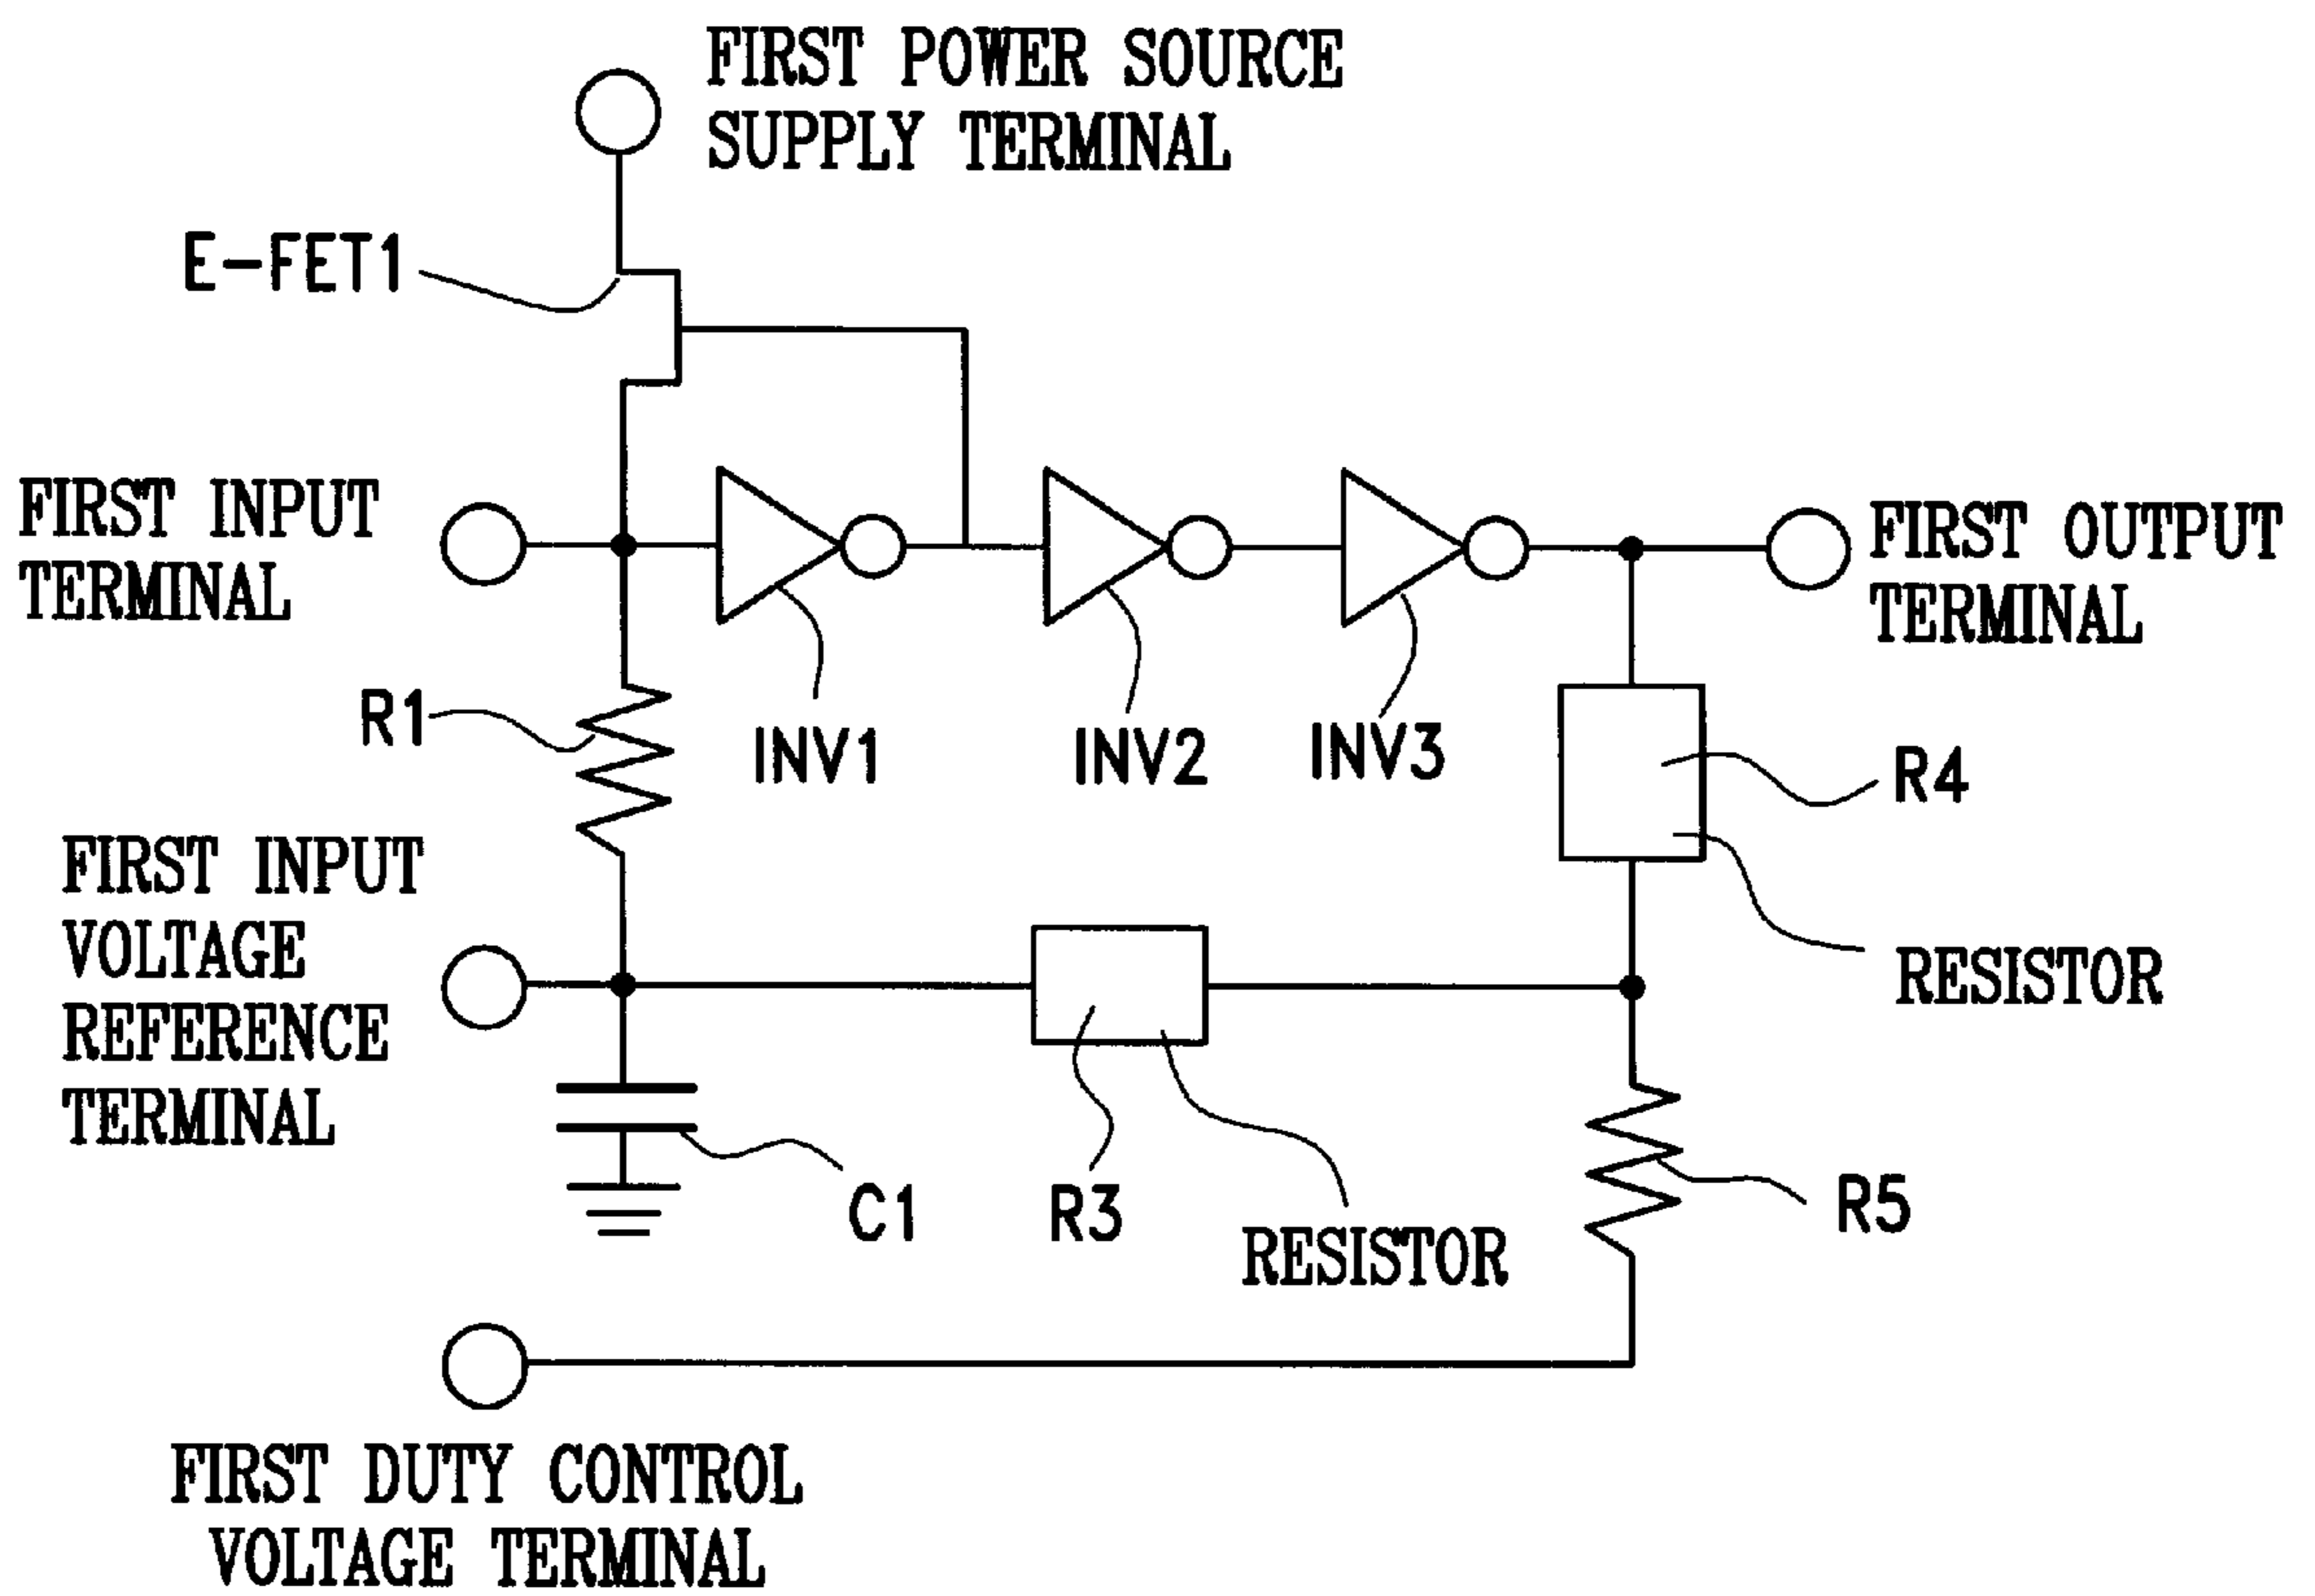 FIRST POWER SOURCE
SUPPLY TERMINAL
E-FET1
FIRST INPUT
TERMINAL
FIRST OUTPUT
TERMINAL
R1
INV1
INV2
INV3
R4
RESISTOR
FIRST INPUT
VOLTAGE
REFERENCE
TERMINAL
C1
R3
RESISTOR
R5
FIRST DUTY CONTROL
VOLTAGE TERMINAL